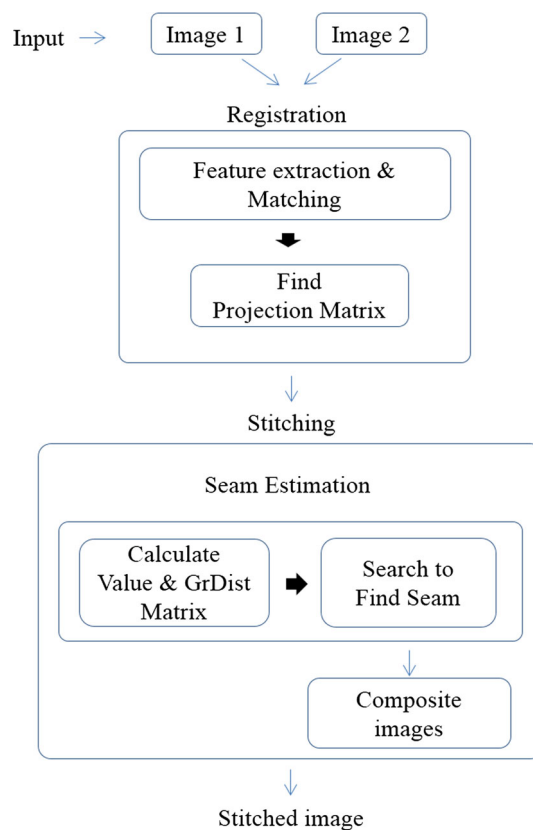 Input
Image 1
Image 2
Registration
Feature extraction &
Matching
Find
Projection Matrix
Stitching
Seam Estimation
Calculate
Value & GrDist
Matrix
Search to
Find Seam
Composite
images
Stitched image